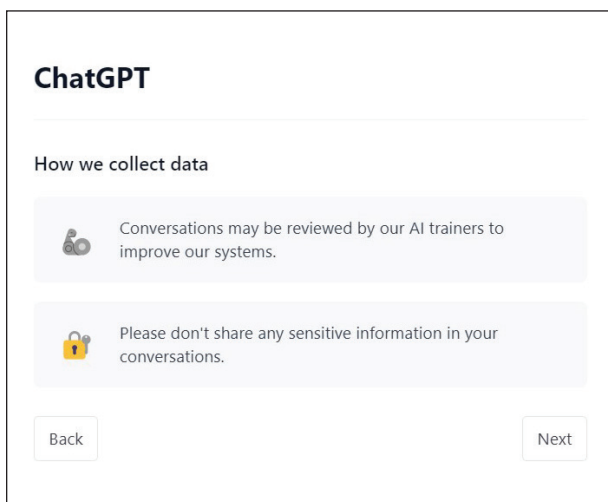 ChatGPT
How we collect data
Conversations may be reviewed by our AI trainers to
improve our systems.
Please don't share any sensitive information in your
conversations.
Back
Next